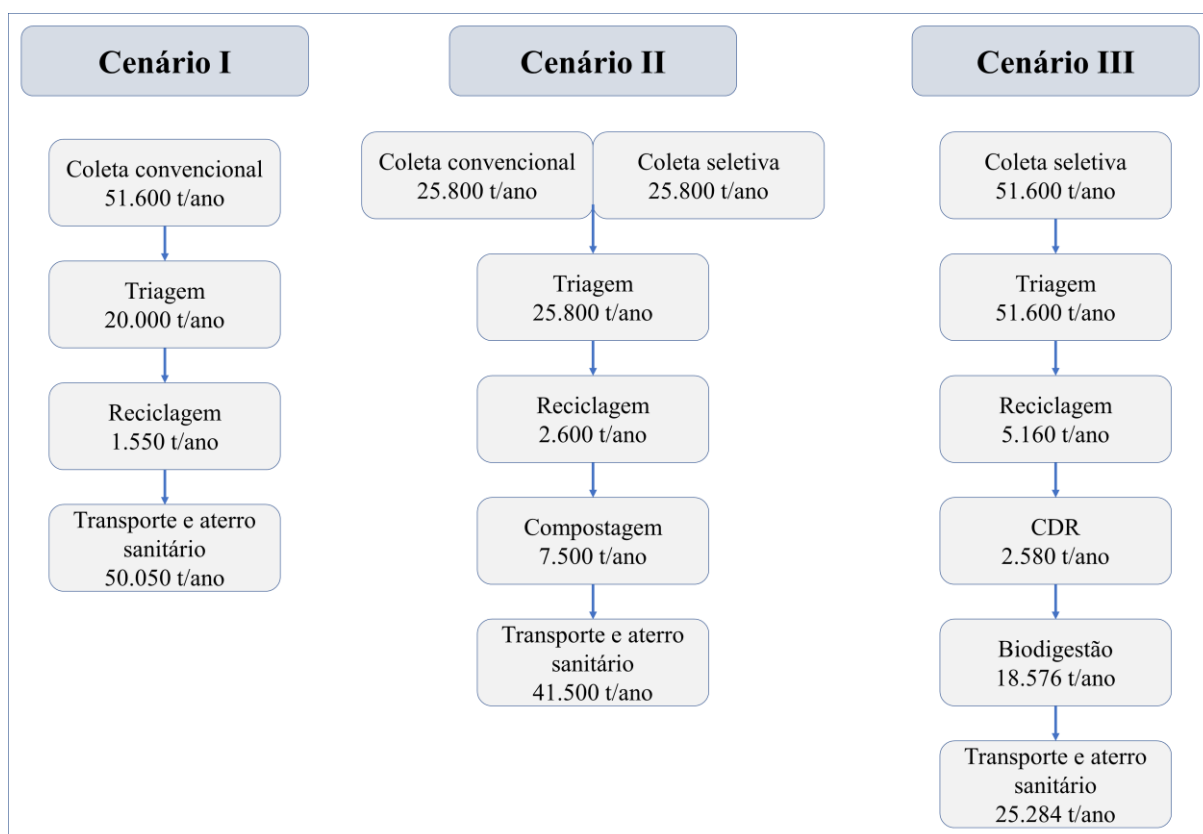 Cenário I
Coleta convencional
51.600 t/ano
Triagem
20.000 t/ano
Reciclagem
1.550 t/ano
Transporte e aterro
sanitário
50.050 t/ano
Cenário II
Coleta convencional
25.800 t/ano
Coleta seletiva
25.800 t/ano
Triagem
25.800 t/ano
Reciclagem
2.600 t/ano
Compostagem
7.500 t/ano
Transporte e aterro
sanitário
41.500 t/ano
Cenário III
Coleta seletiva
51.600 t/ano
Triagem
51.600 t/ano
Reciclagem
5.160 t/ano
CDR
2.580 t/ano
Biodigestão
18.576 t/ano
Transporte e aterro
sanitário
25.284 t/ano